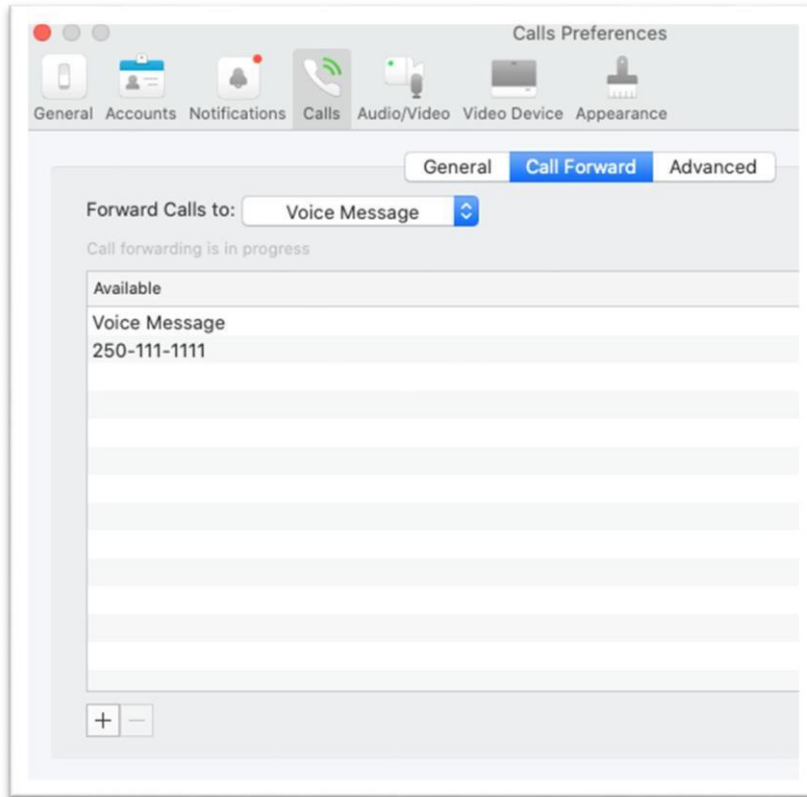 Calls Preferences
General Accounts Notifications Calls Audio/Video Video Device Appearance
General Call Forward Advanced
Forward Calls to: Voice Message
Call forwarding is in progress
Available
Voice Message
250-111-1111